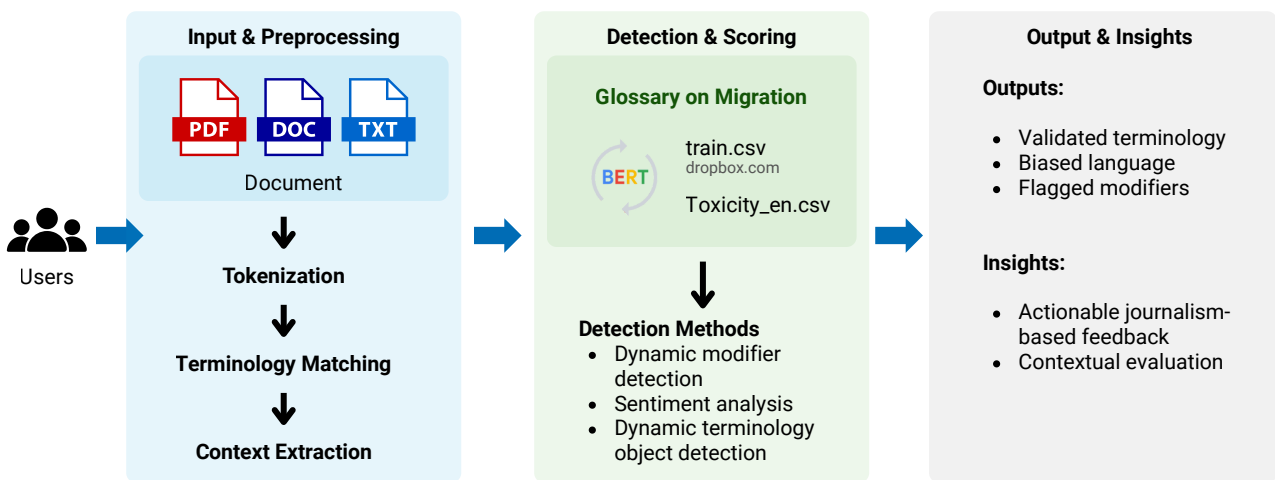 Users
Input & Preprocessing
PDF
DOC
TXT
Document
Tokenization
Terminology Matching
Context Extraction
Detection & Scoring
Glossary on Migration
BERT
train.csv
dropbox.com
Toxicity_en.csv
Detection Methods
Dynamic modifier
detection
Sentiment analysis
Dynamic terminology
object detection
Output & Insights
Outputs:
Validated terminology
Biased language
Flagged modifiers
Insights:
Actionable journalism-
based feedback
Contextual evaluation